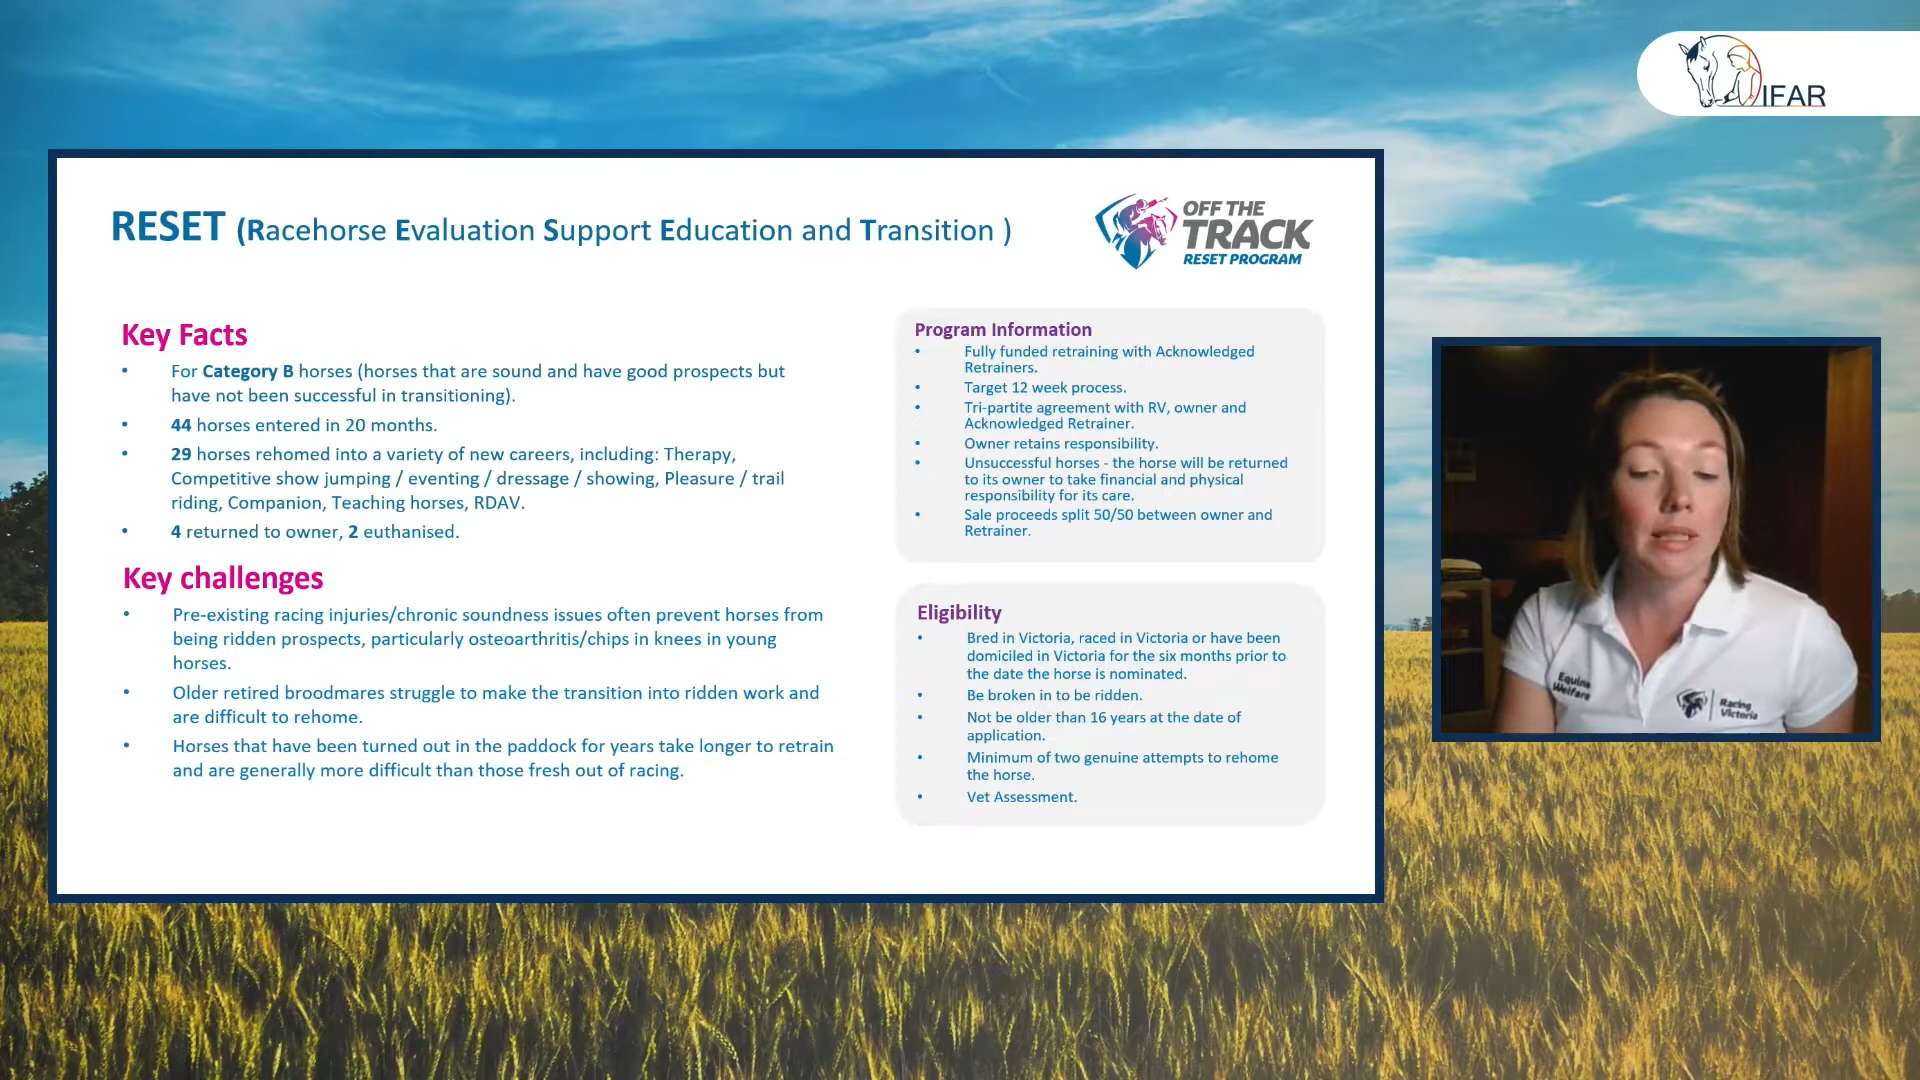 IFAR
RESET (Racehorse Evaluation Support Education and Transition )
OFF THE
TRACK
RESET PROGRAM
Key Facts
• For Category B horses (horses that are sound and have good prospects but
have not been successful in transitioning).
• 44 horses entered in 20 months.
• 29 horses rehomed into a variety of new careers, including: Therapy,
Competitive show jumping / eventing / dressage / showing, Pleasure / trail
riding, Companion, Teaching horses, RDAV.
• 4 returned to owner, 2 euthanised.
Key challenges
• Pre-existing racing injuries/chronic soundness issues often prevent horses from
being ridden prospects, particularly osteoarthritis/chips in knees in young
horses.
• Older retired broodmares struggle to make the transition into ridden work and
are difficult to rehome.
• Horses that have been turned out in the paddock for years take longer to retrain
and are generally more difficult than those fresh out of racing.
Program Information
• Fully funded retraining with Acknowledged
Retrainers.
• Target 12 week process.
• Tri-partite agreement with RV, owner and
Acknowledged Retrainer.
• Owner retains responsibility.
• Unsuccessful horses - the horse will be returned
to its owner to take financial and physical
responsibility for its care.
• Sale proceeds split 50/50 between owner and
Retrainer.
Eligibility
• Bred in Victoria, raced in Victoria or have been
domiciled in Victoria for the six months prior to
the date the horse is nominated.
• Be broken in to be ridden.
• Not be older than 16 years at the date of
application.
• Minimum of two genuine attempts to rehome
the horse.
• Vet Assessment.
Equine
Welfare
Racing
Victoria